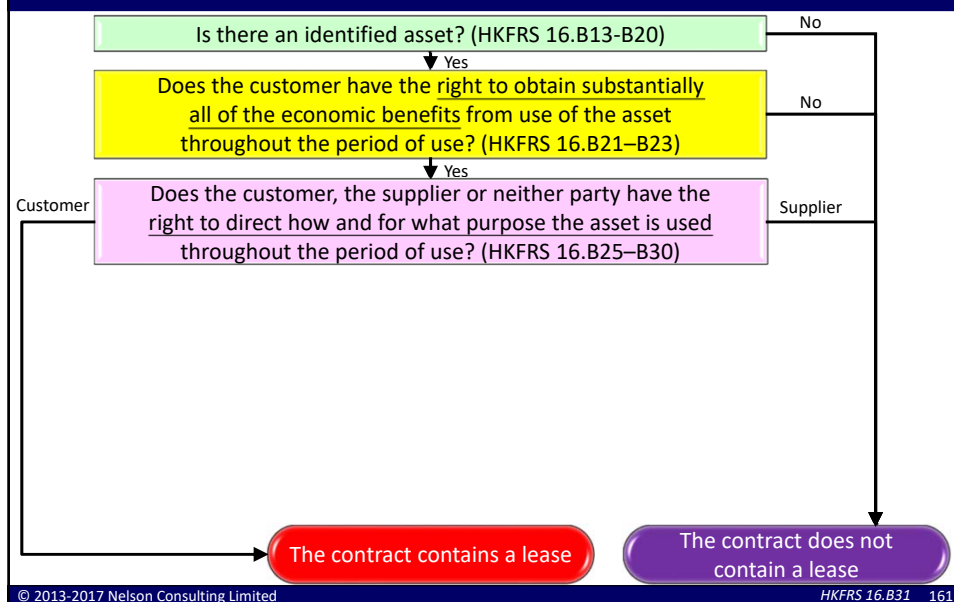 Is there an identified asset? (HKFRS 16.B13-B20)
No
Yes
Does the customer have the right to obtain substantially
all of the economic benefits from use of the asset
throughout the period of use? (HKFRS 16.B21–B23)
No
Yes
Customer
Does the customer, the supplier or neither party have the
right to direct how and for what purpose the asset is used
throughout the period of use? (HKFRS 16.B25–B30)
Supplier
The contract contains a lease
The contract does not
contain a lease
© 2013-2017 Nelson Consulting Limited
HKFRS 16.B31 161